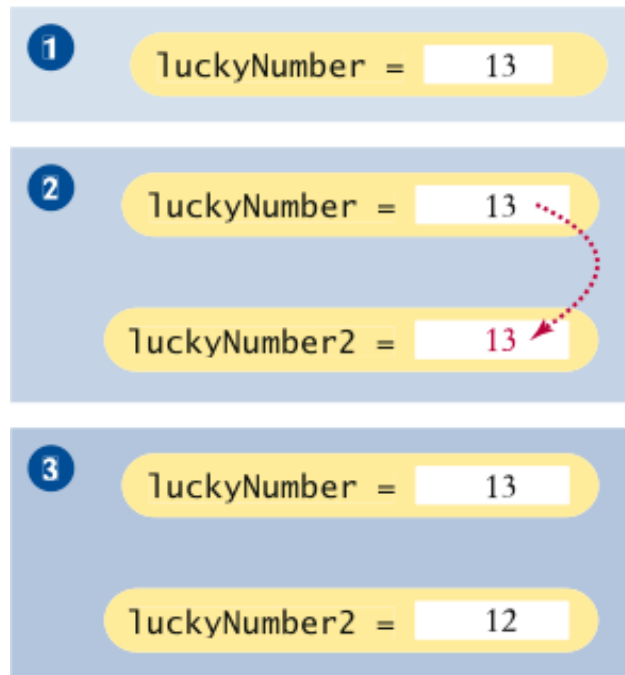 1
luckyNumber = 13
2
luckyNumber = 13
luckyNumber2 = 13
3
luckyNumber = 13
luckyNumber2 = 12